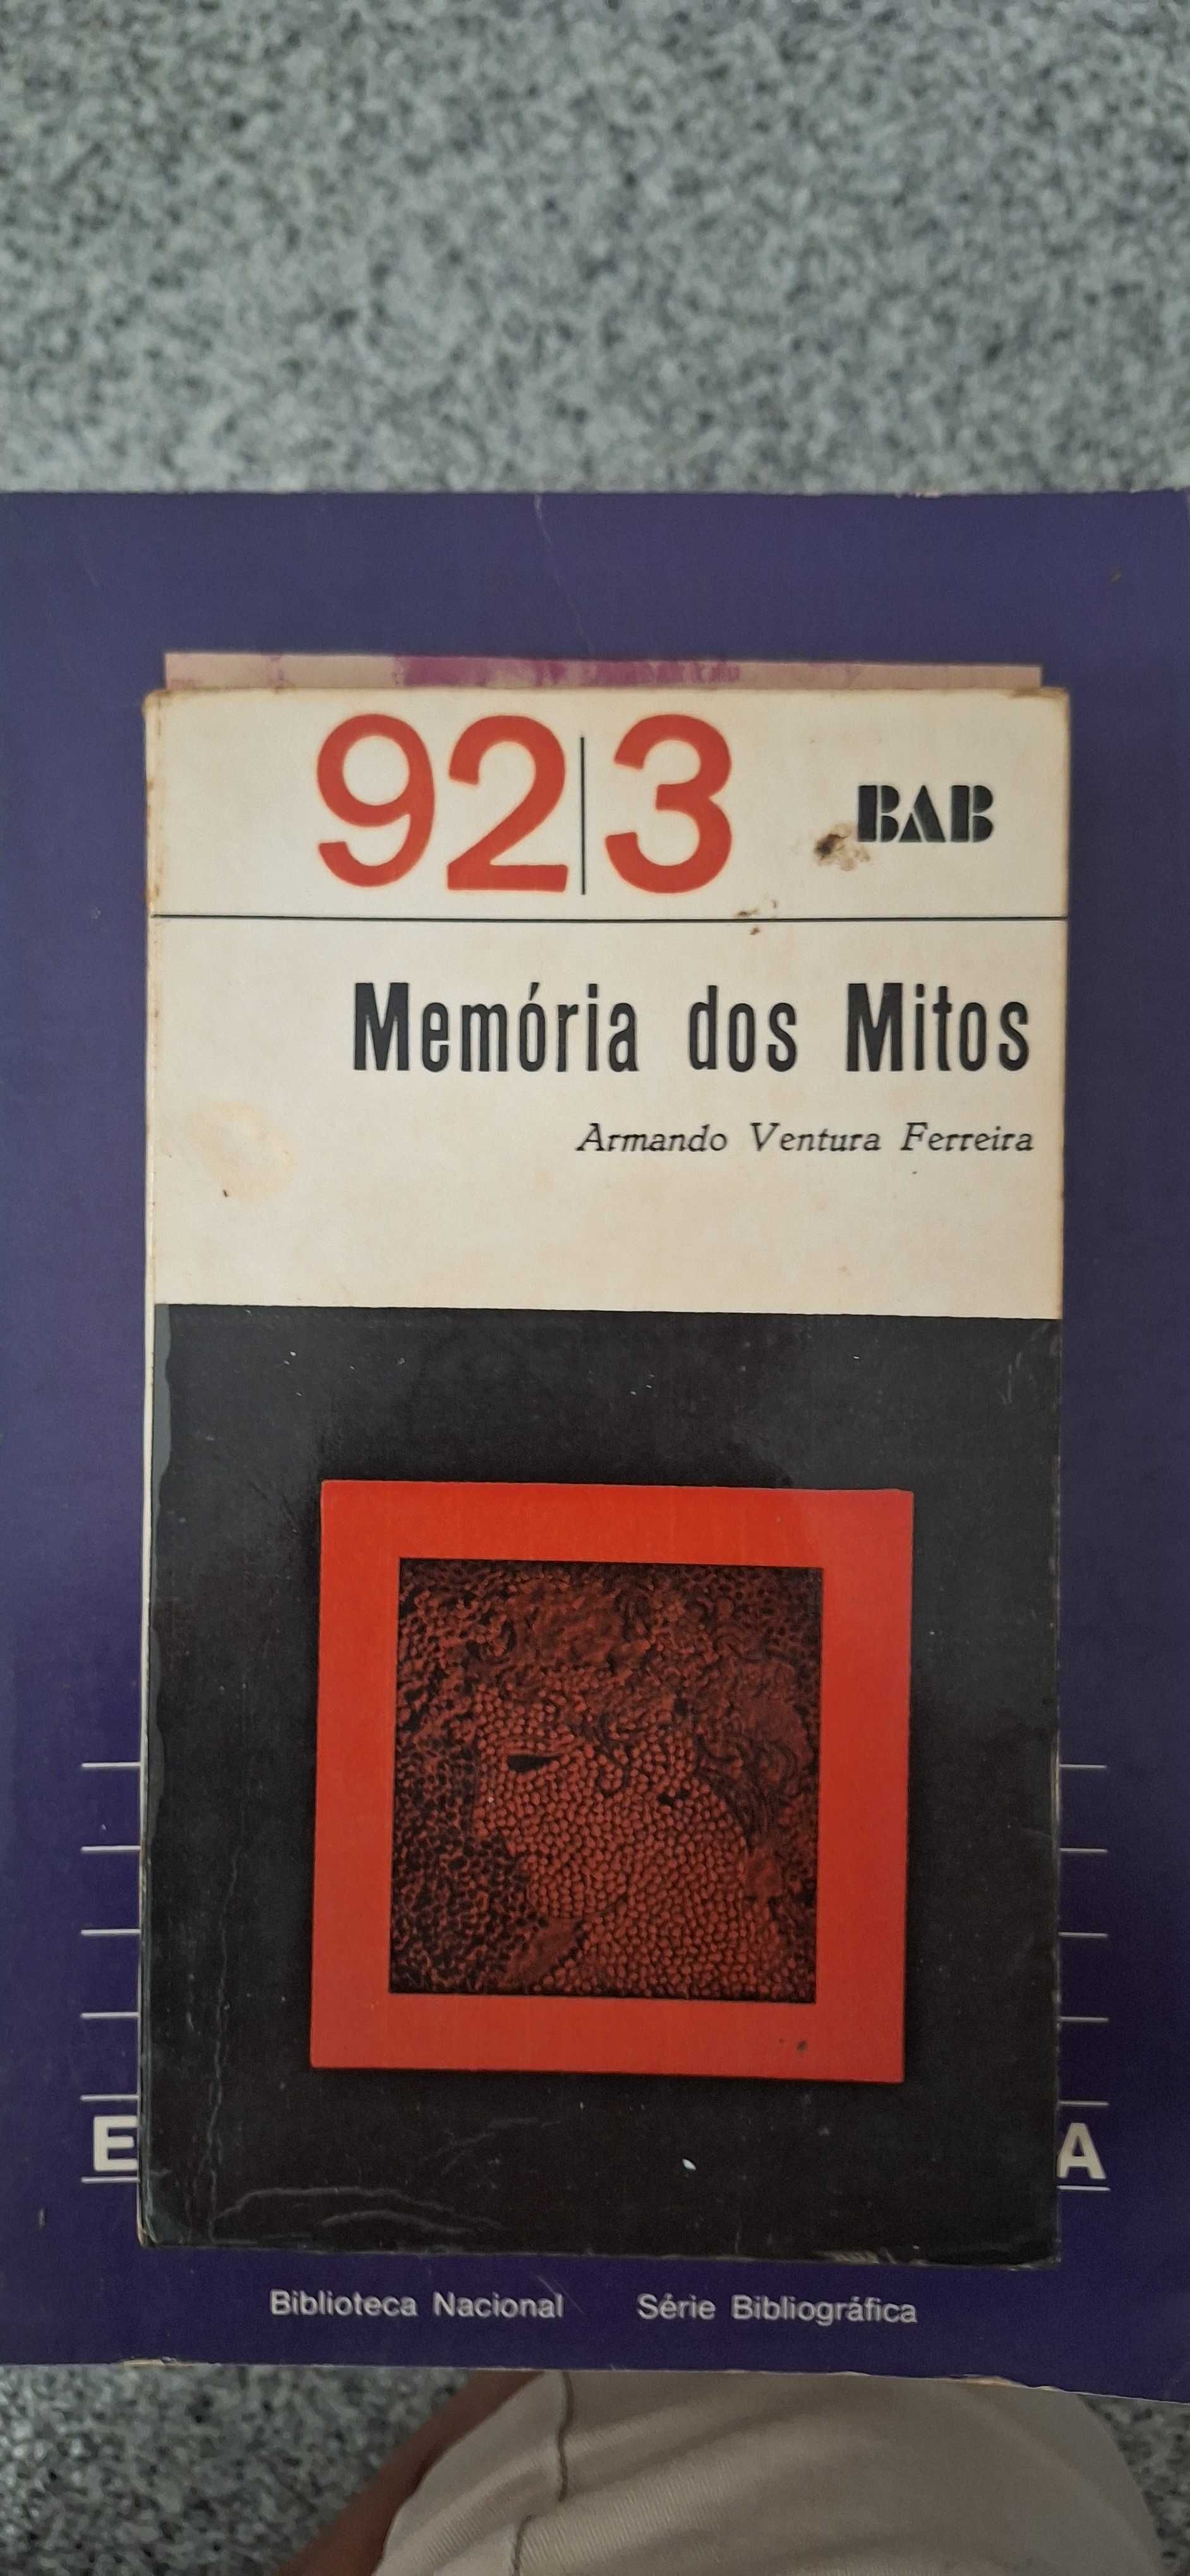 92|3 BAB
Memória dos Mitos
Armando Ventura Ferreira
E A
Biblioteca Nacional Série Bibliográfica